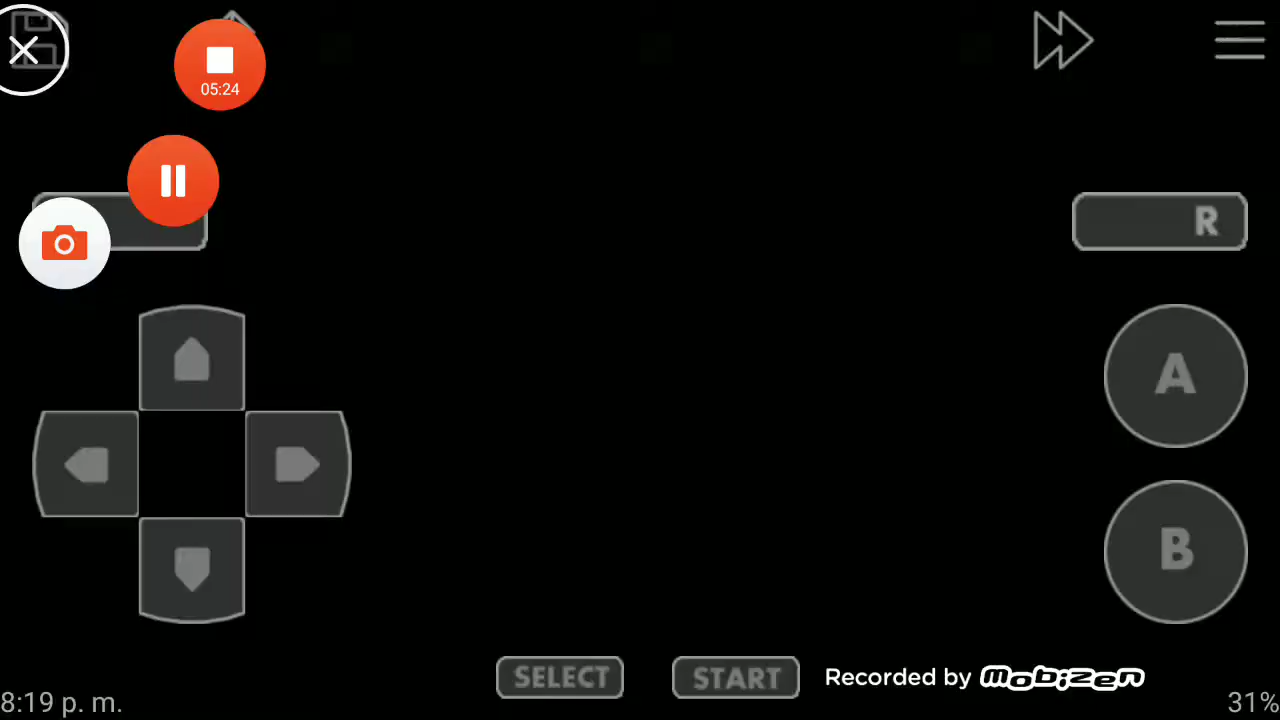 05:24
R
A
B
SELECT
START
Recorded by mobizen
8:19 p. m.
31%